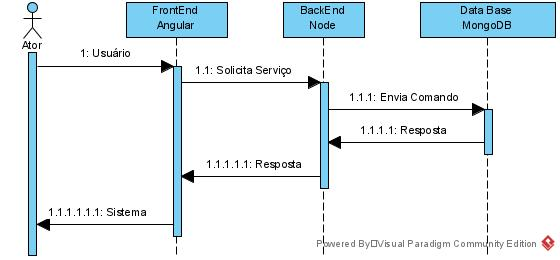 FrontEnd
Angular
BackEnd
Node
Data Base
MongoDB
Ator
1: Usuário
1.1: Solicita Serviço
1.1.1: Envia Comando
1.1.1.1: Resposta
1.1.1.1.1: Resposta
1.1.1.1.1.1: Sistema
Powered By Visual Paradigm Community Edition